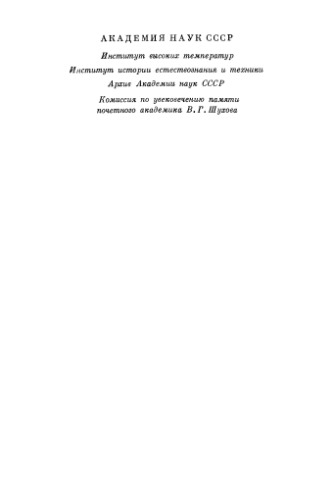 АКАДЕМИЯ НАУК СССР
Институт высоких температур
Институт истории естествознания и техники
Архив Академии наук СССР
Комиссия по увековечению памяти
почетного академика В. Г. Шухова